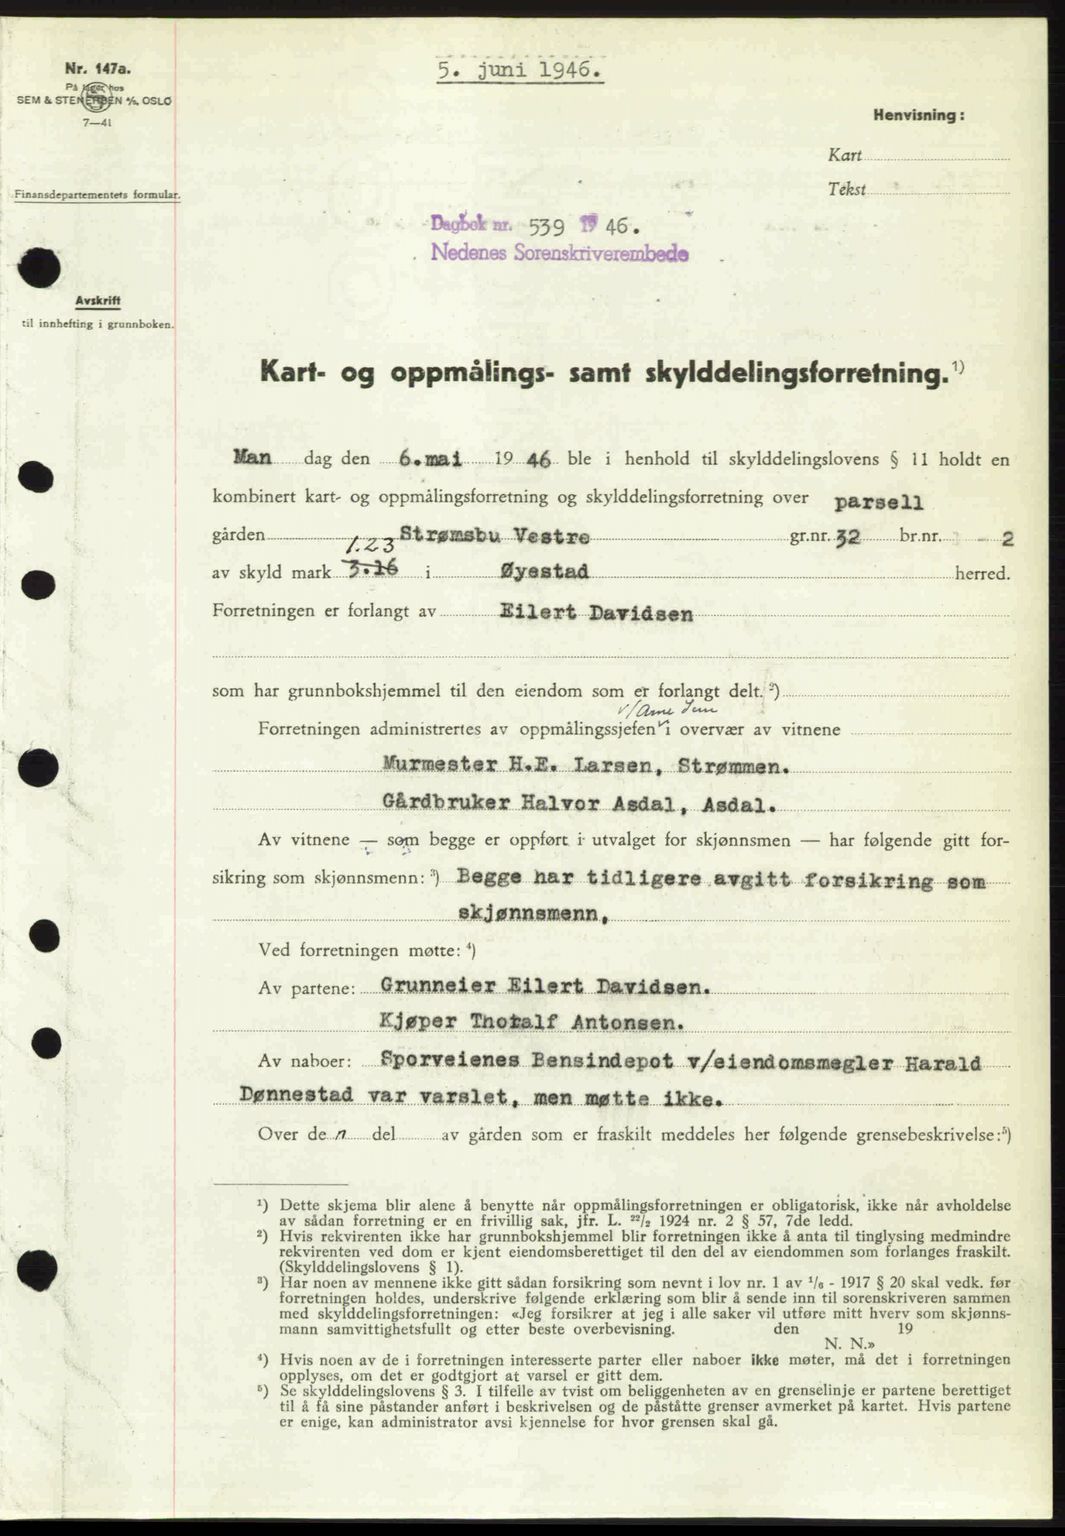 Nr. 147a.
På lager hos
SEM & STENERSEN A/S, OSLO
7—41
5. juni 1946.
Henvisning:
Kart
Tekst
Finansdepartementets formular.
Dagbok nr. 539 19 46.
Nedenes Sorenskriverembede
Avskrift
til innhefting i grunnboken.
Kart- og oppmålings- samt skylddelingsforretning.¹)
Man dag den 6.mai 19 46 ble i henhold til skylddelingslovens § 11 holdt en
kombinert kart- og oppmålingsforretning og skylddelingsforretning over parsell
gården Strømsbu Vestre gr.nr. 32 br.nr. 2
1.23
av skyld mark 3.16 i Øyestad herred.
Forretningen er forlangt av Eilert Davidsen
som har grunnbokshjemmel til den eiendom som er forlangt delt. ²)
v/Arne
Forretningen administrertes av oppmålingssjefen i overvær av vitnene
Murmester H.E. Larsen, Strømmen.
Gårdbruker Halvor Asdal, Asdal.
Av vitnene — som begge er oppført i utvalget for skjønnsmen — har følgende gitt for-
sikring som skjønnsmenn: ³) Begge har tidligere avgitt forsikring som
skjønnsmenn,
Ved forretningen møtte: ⁴)
Av partene: Grunneier Eilert Davidsen.
Kjøper Thoralf Antonsen.
Av naboer: Sporveienes Bensindepot v/eiendomsmegler Harald
Dønnestad var varslet, men møtte ikke.
Over de n del av gården som er fraskilt meddeles her følgende grensebeskrivelse:⁵)
¹) Dette skjema blir alene å benytte når oppmålingsforretningen er obligatorisk, ikke når avholdelse
av sådan forretning er en frivillig sak, jfr. L. ²²/₂ 1924 nr. 2 § 57, 7de ledd.
²) Hvis rekvirenten ikke har grunnbokshjemmel blir forretningen ikke å anta til tinglysing medmindre
rekvirenten ved dom er kjent eiendomsberettiget til den del av eiendommen som forlanges fraskilt.
(Skylddelingslovens § 1).
³) Har noen av mennene ikke gitt sådan forsikring som nevnt i lov nr. 1 av ¹/₆ - 1917 § 20 skal vedk. før
forretningen holdes, underskrive følgende erklæring som blir å sende inn til sorenskriveren sammen
med skylddelingsforretningen: «Jeg forsikrer at jeg i alle saker vil utføre mitt hverv som skjønns-
mann samvittighetsfullt og etter beste overbevisning. den 19
N. N.»
⁴) Hvis noen av de i forretningen interesserte parter eller naboer ikke møter, må det i forretningen
opplyses, om det er godtgjort at varsel er gitt dem.
⁵) Se skylddelingslovens § 3. I tilfelle av tvist om beliggenheten av en grenselinje er partene berettiget
til å få sine påstander anført i beskrivelsen og de påståtte grenser avmerket på kartet. Hvis partene
er enige, kan administrator avsi kjennelse for hvor grensen skal gå.